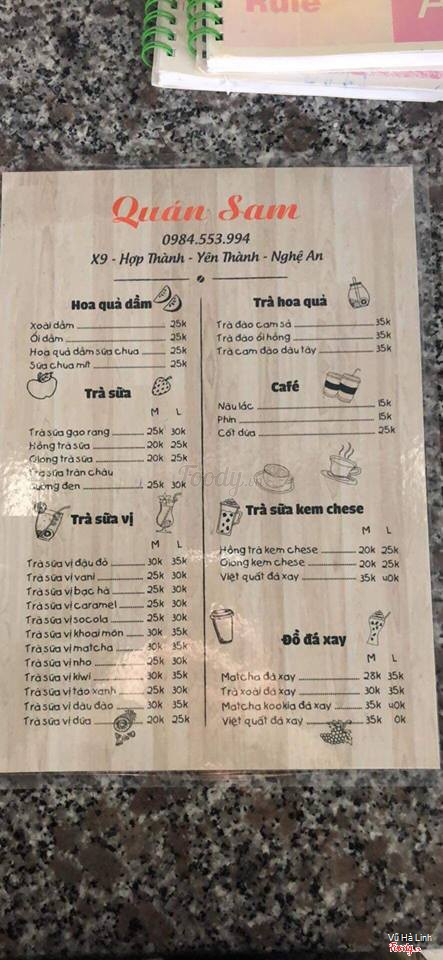 Rule
A
Quán Sam
0984.553.994
X9 - Hợp Thành - Yên Thành - Nghệ An
Hoa quả dầm
Xoài dầm 25k
Ổi dầm 25k
Hoa quả dầm sữa chua 25k
Sữa chua mít 25k
Trà sữa
M L
Trà sữa gạo rang 25k 30k
Hồng trà sữa 20k 25k
Olong trà sữa 20k 25k
Trà sữa trân châu
đường đen 25k 30k
Trà sữa vị
M L
Trà sữa vị đậu đỏ 30k 35k
Trà sữa vị vani 25k 30k
Trà sữa vị bạc hà 25k 30k
Trà sữa vị caramel 25k 30k
Trà sữa vị socola 25k 30k
Trà sữa vị khoai môn 30k 35k
Trà sữa vị matcha 30k 35k
Trà sữa vị nho 25k 30k
Trà sữa vị kiwi 30k 35k
Trà sữa vị táo xanh 25k 30k
Trà sữa vị dâu đào 30k 35k
Trà sữa vị dứa 20k 25k
Trà hoa quả
Trà đào cam sả 35k
Trà đào ổi hồng 35k
Trà cam đào dâu tây 35k
Café
Nâu lắc 15k
Phin 15k
Cốt dừa 25k
Trà sữa kem chese
M L
Hồng trà kem chese 20k 25k
Olong kem chese 20k 25k
Việt quất đá xay 35k 40k
Đồ đá xay
M L
Matcha đá xay 28k 35k
Trà xoài đá xay 30k 35k
Matcha kookia đá xay 35k 40k
Việt quất đá xay 35k 0k
Foody.vn
Vũ Hà Linh
Foody.vn